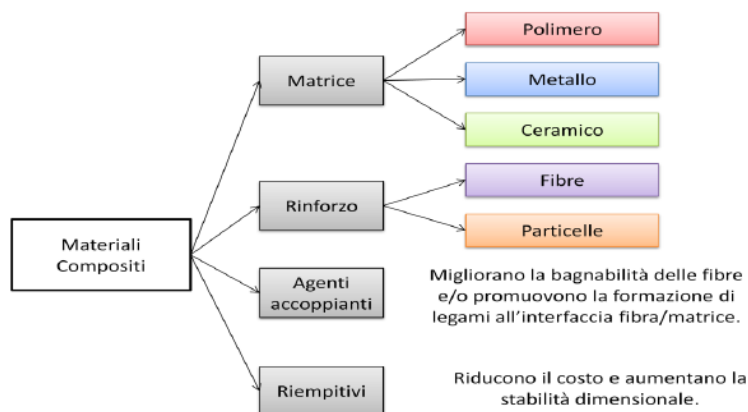 Polimero
Matrice
Metallo
Ceramico
Fibre
Rinforzo
Particelle
Materiali
Compositi
Agenti
accoppianti
Migliorano la bagnabilità delle fibre
e/o promuovono la formazione di
legami all'interfaccia fibra/matrice.
Riempitivi
Riducono il costo e aumentano la
stabilità dimensionale.